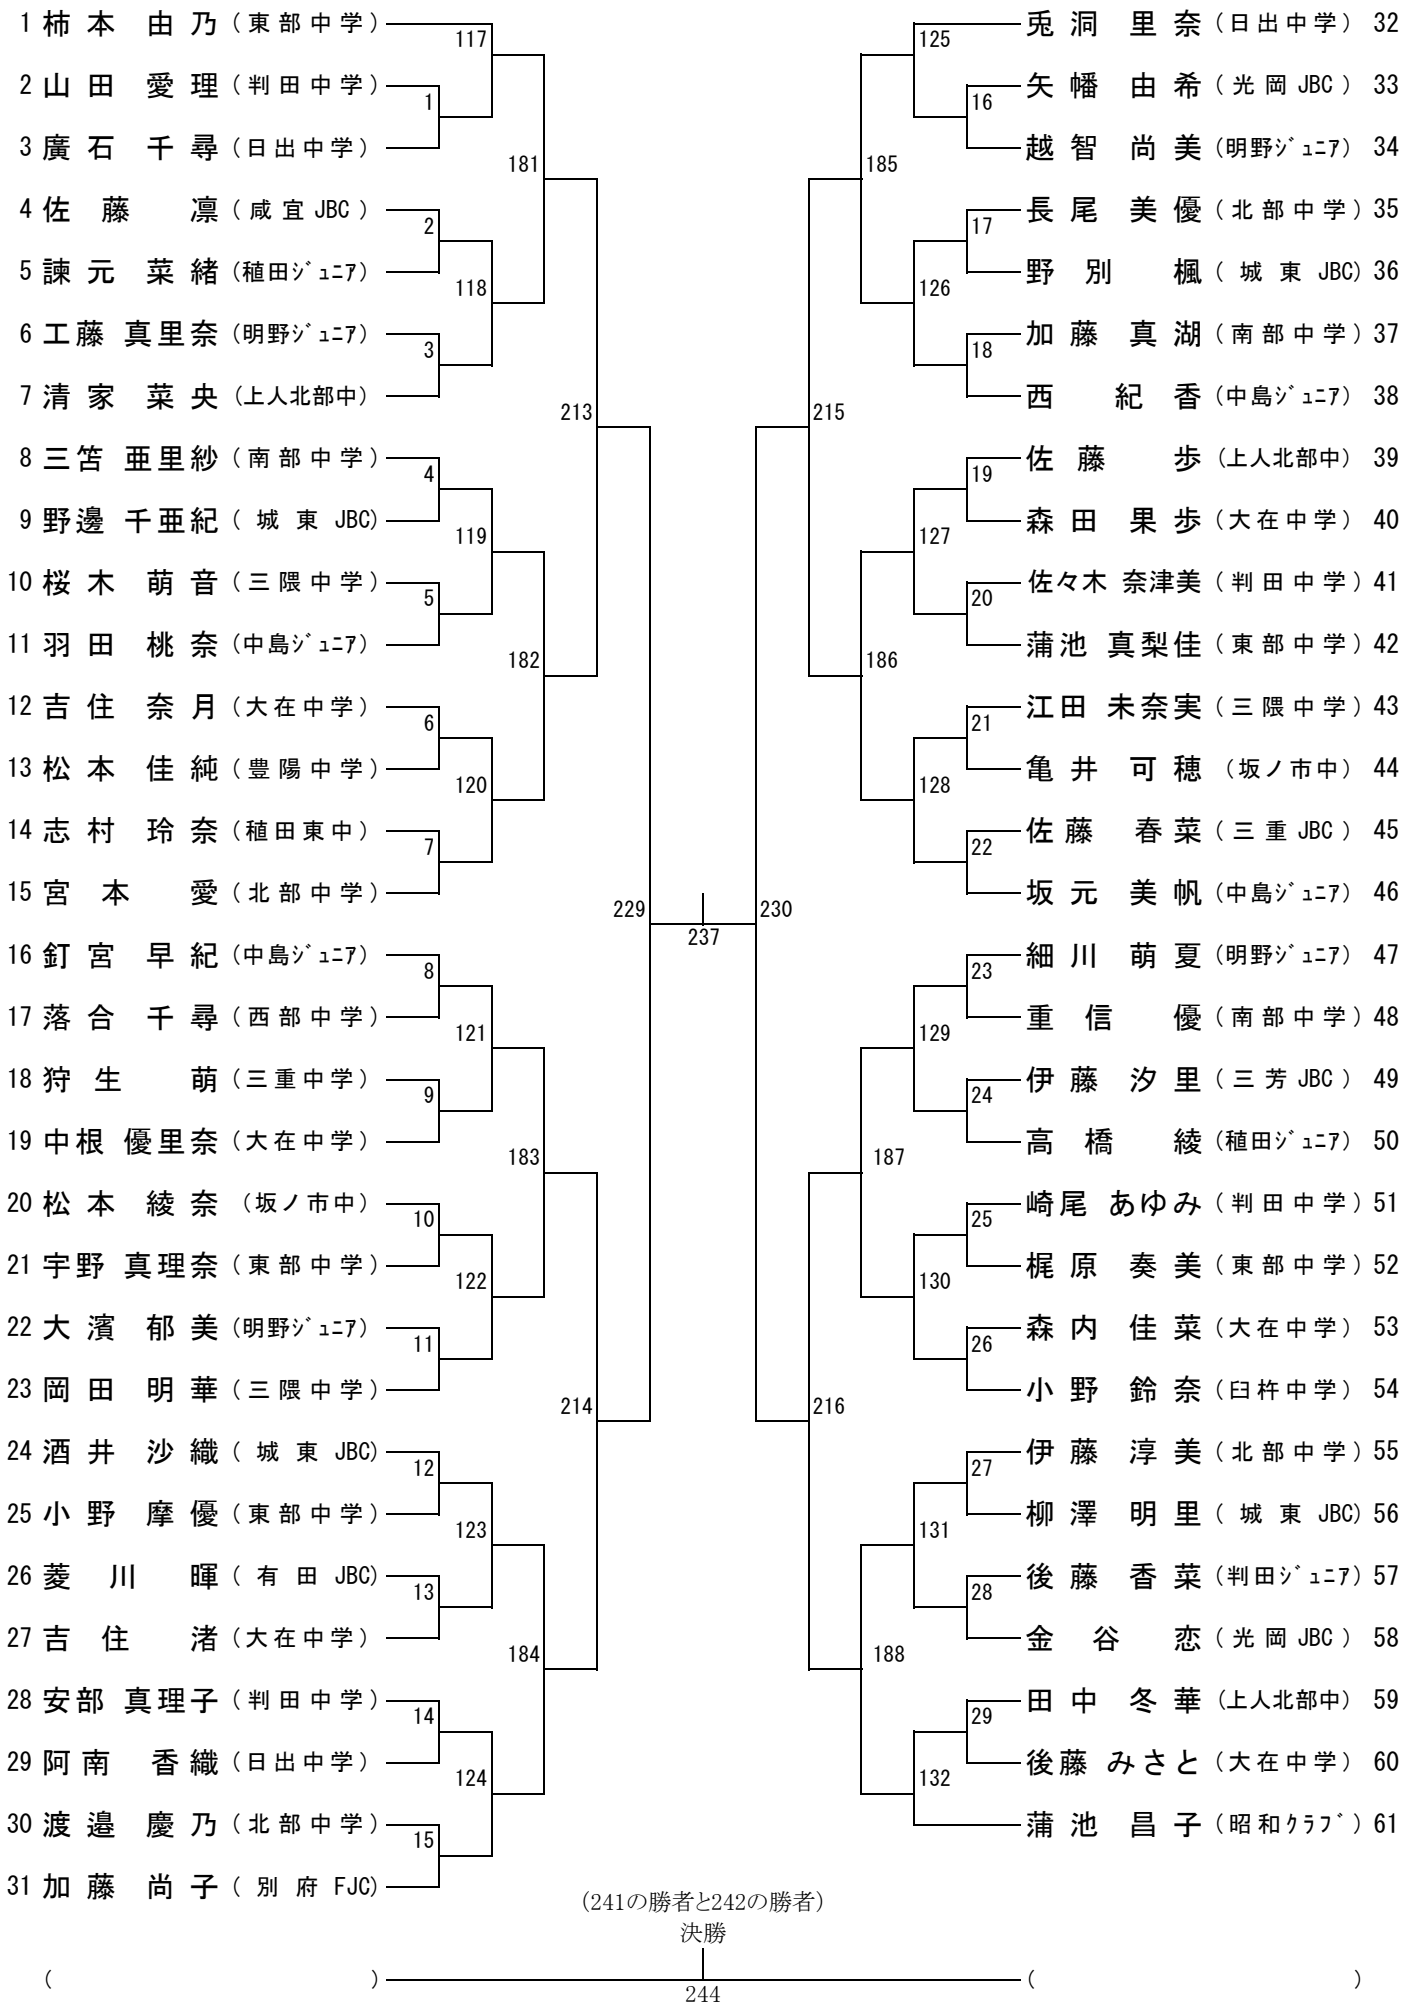 1 柿本 由乃 (東部中学)
2 山田 愛理 (判田中学)
3 廣石 千尋 (日出中学)
4 佐藤 凛 (咸宜JBC)
5 諫元 菜緒 (稙田ｼﾞｭﾆｱ)
6 工藤 真里奈 (明野ｼﾞｭﾆｱ)
7 清家 菜央 (上人北部中)
8 三笘 亜里紗 (南部中学)
9 野邊 千亜紀 (城東JBC)
10 桜木 萌音 (三隈中学)
11 羽田 桃奈 (中島ｼﾞｭﾆｱ)
12 吉住 奈月 (大在中学)
13 松本 佳純 (豊陽中学)
14 志村 玲奈 (稙田東中)
15 宮本 愛 (北部中学)
16 釘宮 早紀 (中島ｼﾞｭﾆｱ)
17 落合 千尋 (西部中学)
18 狩生 萌 (三重中学)
19 中根 優里奈 (大在中学)
20 松本 綾奈 (坂ノ市中)
21 宇野 真理奈 (東部中学)
22 大濱 郁美 (明野ｼﾞｭﾆｱ)
23 岡田 明華 (三隈中学)
24 酒井 沙織 (城東JBC)
25 小野 摩優 (東部中学)
26 菱川 暉 (有田JBC)
27 吉住 渚 (大在中学)
28 安部 真理子 (判田中学)
29 阿南 香織 (日出中学)
30 渡邉 慶乃 (北部中学)
31 加藤 尚子 (別府FJC)
1
2
3
4
5
6
7
8
9
10
11
12
13
14
15
117
118
119
120
121
122
123
124
181
182
183
184
213
214
229
237
230
215
216
185
186
187
188
125
126
127
128
129
130
131
132
16
17
18
19
20
21
22
23
24
25
26
27
28
29
兎洞 里奈 (日出中学) 32
矢幡 由希 (光岡JBC) 33
越智 尚美 (明野ｼﾞｭﾆｱ) 34
長尾 美優 (北部中学) 35
野別 楓 (城東JBC) 36
加藤 真湖 (南部中学) 37
西 紀香 (中島ｼﾞｭﾆｱ) 38
佐藤 歩 (上人北部中) 39
森田 果歩 (大在中学) 40
佐々木 奈津美 (判田中学) 41
蒲池 真梨佳 (東部中学) 42
江田 未奈実 (三隈中学) 43
亀井 可穂 (坂ノ市中) 44
佐藤 春菜 (三重JBC) 45
坂元 美帆 (中島ｼﾞｭﾆｱ) 46
細川 萌夏 (明野ｼﾞｭﾆｱ) 47
重信 優 (南部中学) 48
伊藤 汐里 (三芳JBC) 49
高橋 綾 (稙田ｼﾞｭﾆｱ) 50
崎尾 あゆみ (判田中学) 51
梶原 奏美 (東部中学) 52
森内 佳菜 (大在中学) 53
小野 鈴奈 (臼杵中学) 54
伊藤 淳美 (北部中学) 55
柳澤 明里 (城東JBC) 56
後藤 香菜 (判田ｼﾞｭﾆｱ) 57
金谷 恋 (光岡JBC) 58
田中 冬華 (上人北部中) 59
後藤 みさと (大在中学) 60
蒲池 昌子 (昭和ｸﾗﾌﾞ) 61
(241の勝者と242の勝者)
決勝
( ) ( )
244